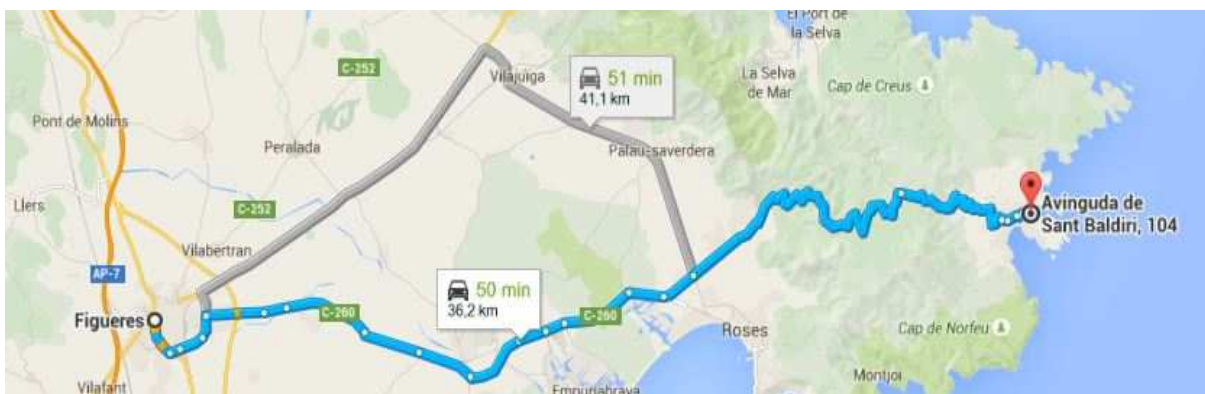 El Port de
la Selva
C-252
Vilajuïga
51 min
41,1 km
La Selva
de Mar
Cap de Creus
Pont de Molins
Peralada
Palau-saverdera
Llers
C-252
Avinguda de
Sant Baldiri, 104
Vilabertran
AP-7
50 min
36,2 km
Figueres
C-260
C-260
Roses
Cap de Norfeu
Vilafant
Empuriabrava
Montjoi